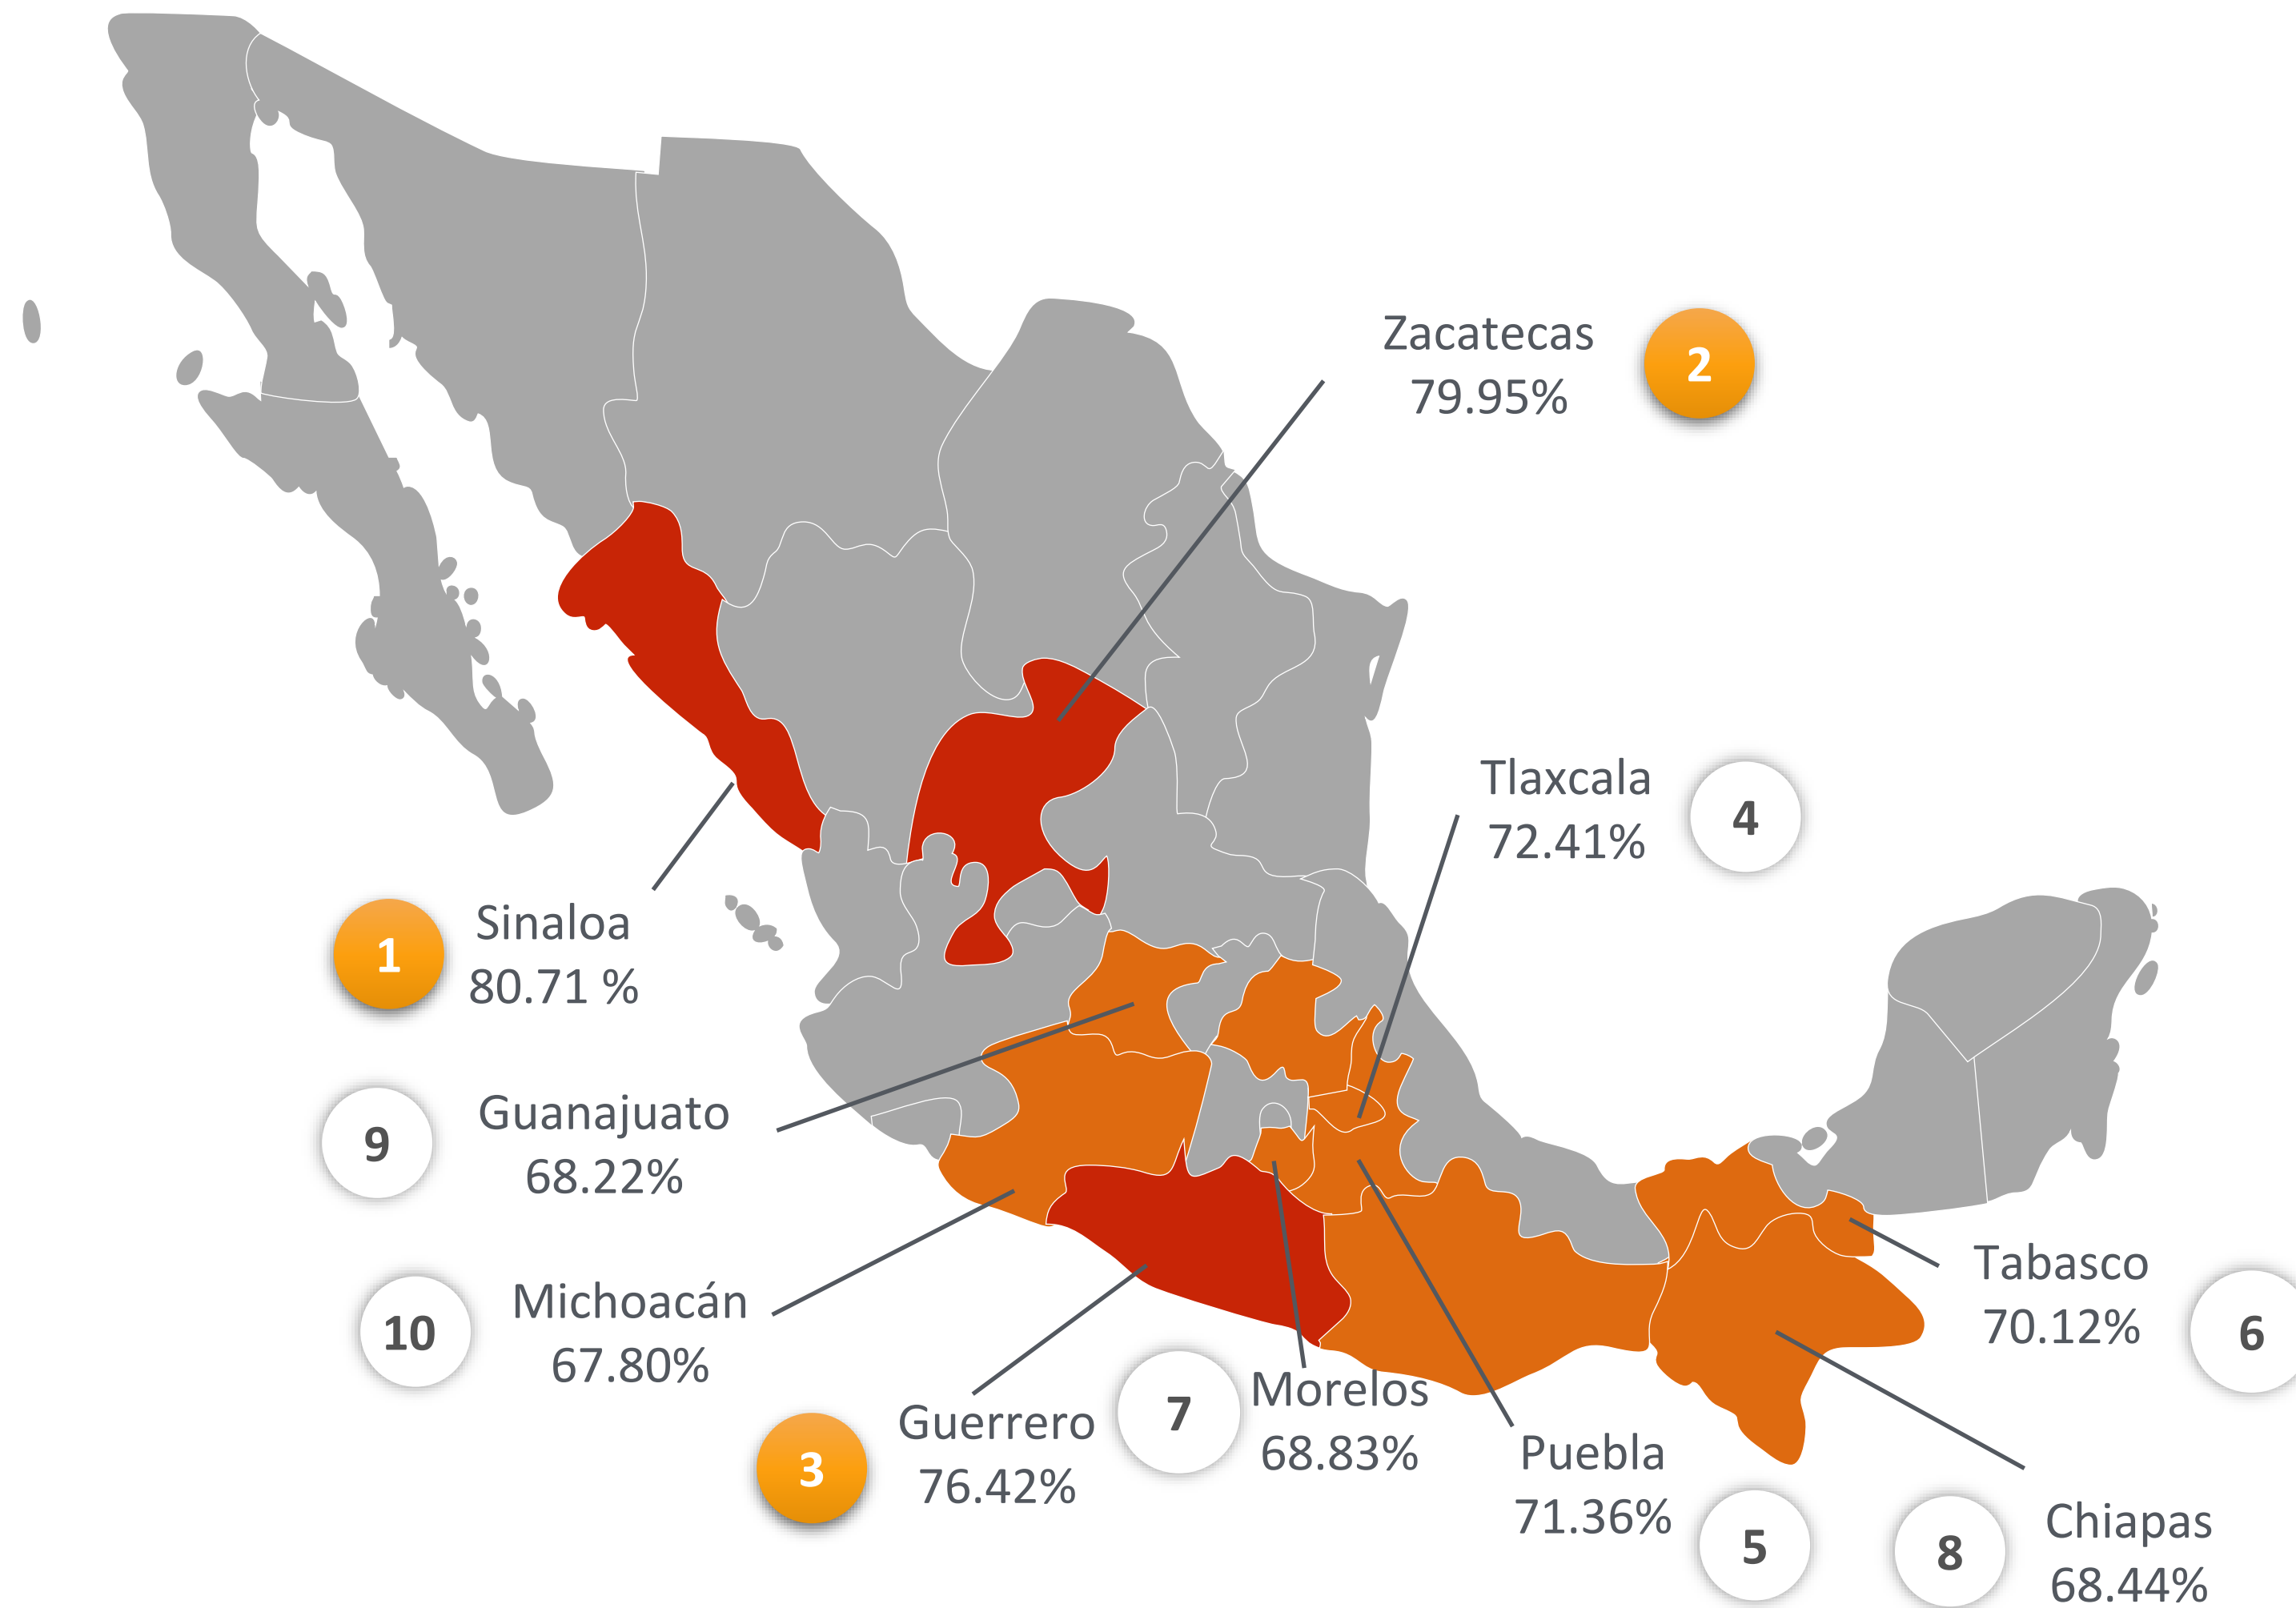 Zacatecas
79.95%
2
Tlaxcala
72.41%
4
1
Sinaloa
80.71 %
9
Guanajuato
68.22%
10
Michoacán
67.80%
3
Guerrero
76.42%
7
Morelos
68.83%
Puebla
71.36%
5
Tabasco
70.12%
6
8
Chiapas
68.44%